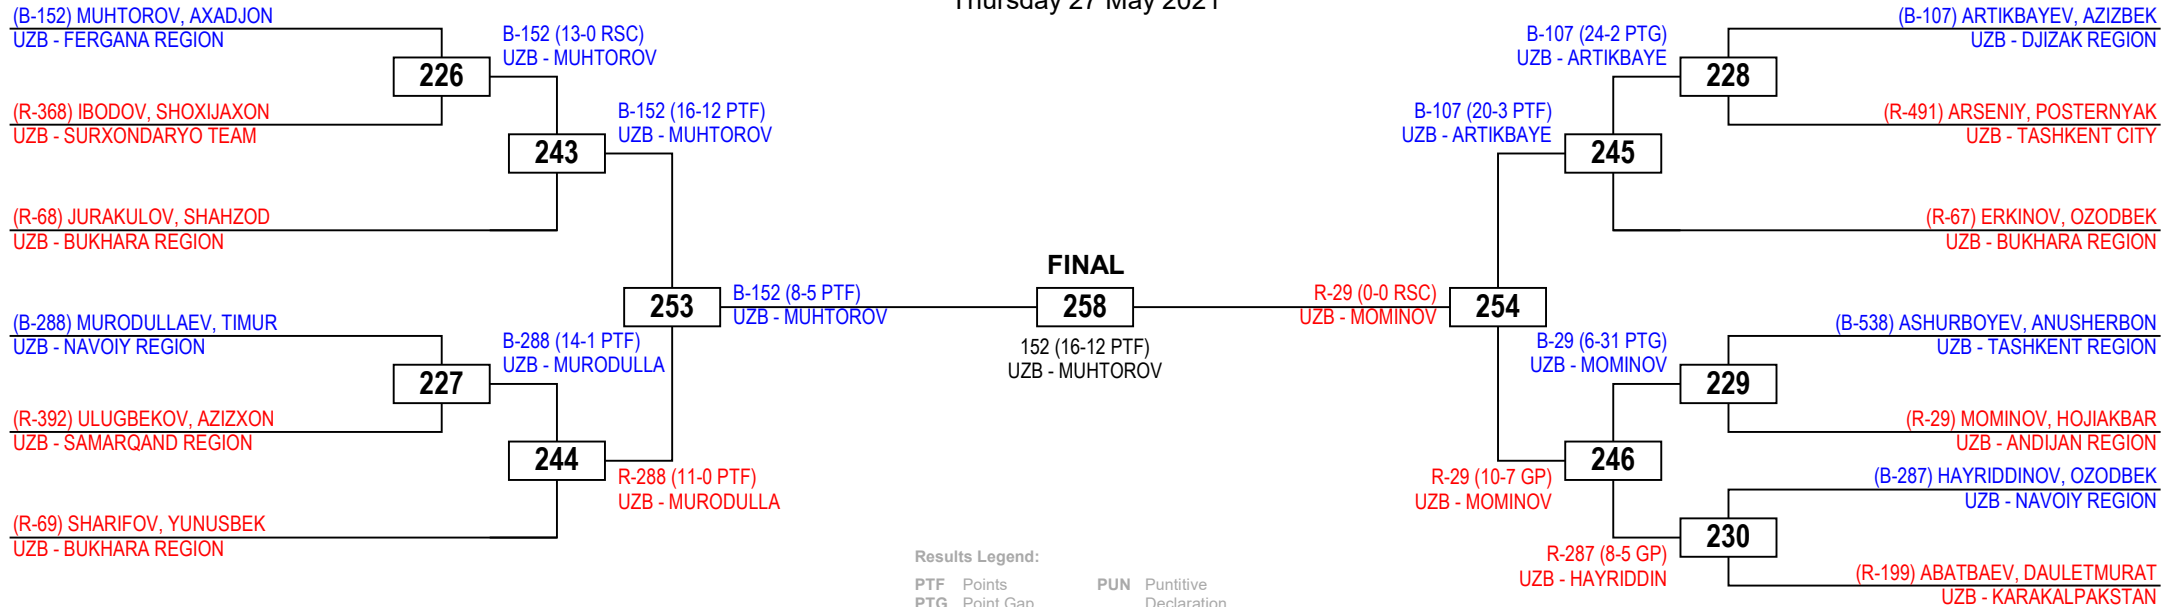 Thursday 27 May 2021
(B-152) MUHTOROV, AXADJON
UZB - FERGANA REGION
226
(R-368) IBODOV, SHOXIJAXON
UZB - SURXONDARYO TEAM
B-152 (13-0 RSC)
UZB - MUHTOROV
243
(R-68) JURAKULOV, SHAHZOD
UZB - BUKHARA REGION
B-152 (16-12 PTF)
UZB - MUHTOROV
253
(B-288) MURODULLAEV, TIMUR
UZB - NAVOIY REGION
227
(R-392) ULUGBEKOV, AZIZXON
UZB - SAMARQAND REGION
B-288 (14-1 PTF)
UZB - MURODULLA
244
(R-69) SHARIFOV, YUNUSBEK
UZB - BUKHARA REGION
R-288 (11-0 PTF)
UZB - MURODULLA
B-152 (8-5 PTF)
UZB - MUHTOROV
FINAL
258
152 (16-12 PTF)
UZB - MUHTOROV
R-29 (0-0 RSC)
UZB - MOMINOV
254
B-107 (20-3 PTF)
UZB - ARTIKBAYE
245
B-107 (24-2 PTG)
UZB - ARTIKBAYE
228
(B-107) ARTIKBAYEV, AZIZBEK
UZB - DJIZAK REGION
(R-491) ARSENIY, POSTERNYAK
UZB - TASHKENT CITY
(R-67) ERKINOV, OZODBEK
UZB - BUKHARA REGION
R-29 (10-7 GP)
UZB - MOMINOV
246
B-29 (6-31 PTG)
UZB - MOMINOV
229
(B-538) ASHURBOYEV, ANUSHERBON
UZB - TASHKENT REGION
(R-29) MOMINOV, HOJIAKBAR
UZB - ANDIJAN REGION
R-287 (8-5 GP)
UZB - HAYRIDDIN
230
(B-287) HAYRIDDINOV, OZODBEK
UZB - NAVOIY REGION
(R-199) ABATBAEV, DAULETMURAT
UZB - KARAKALPAKSTAN
Results Legend:
PTF Points PUN Puntitive
PTG Point Gap Declaration